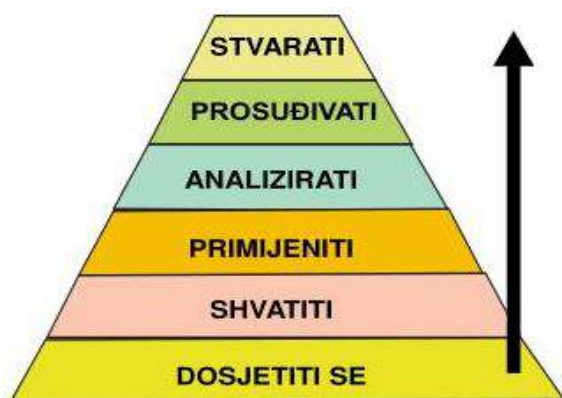 STVARATI
PROSUĐIVATI
ANALIZIRATI
PRIMIJENITI
SHVATITI
DOSJETITI SE